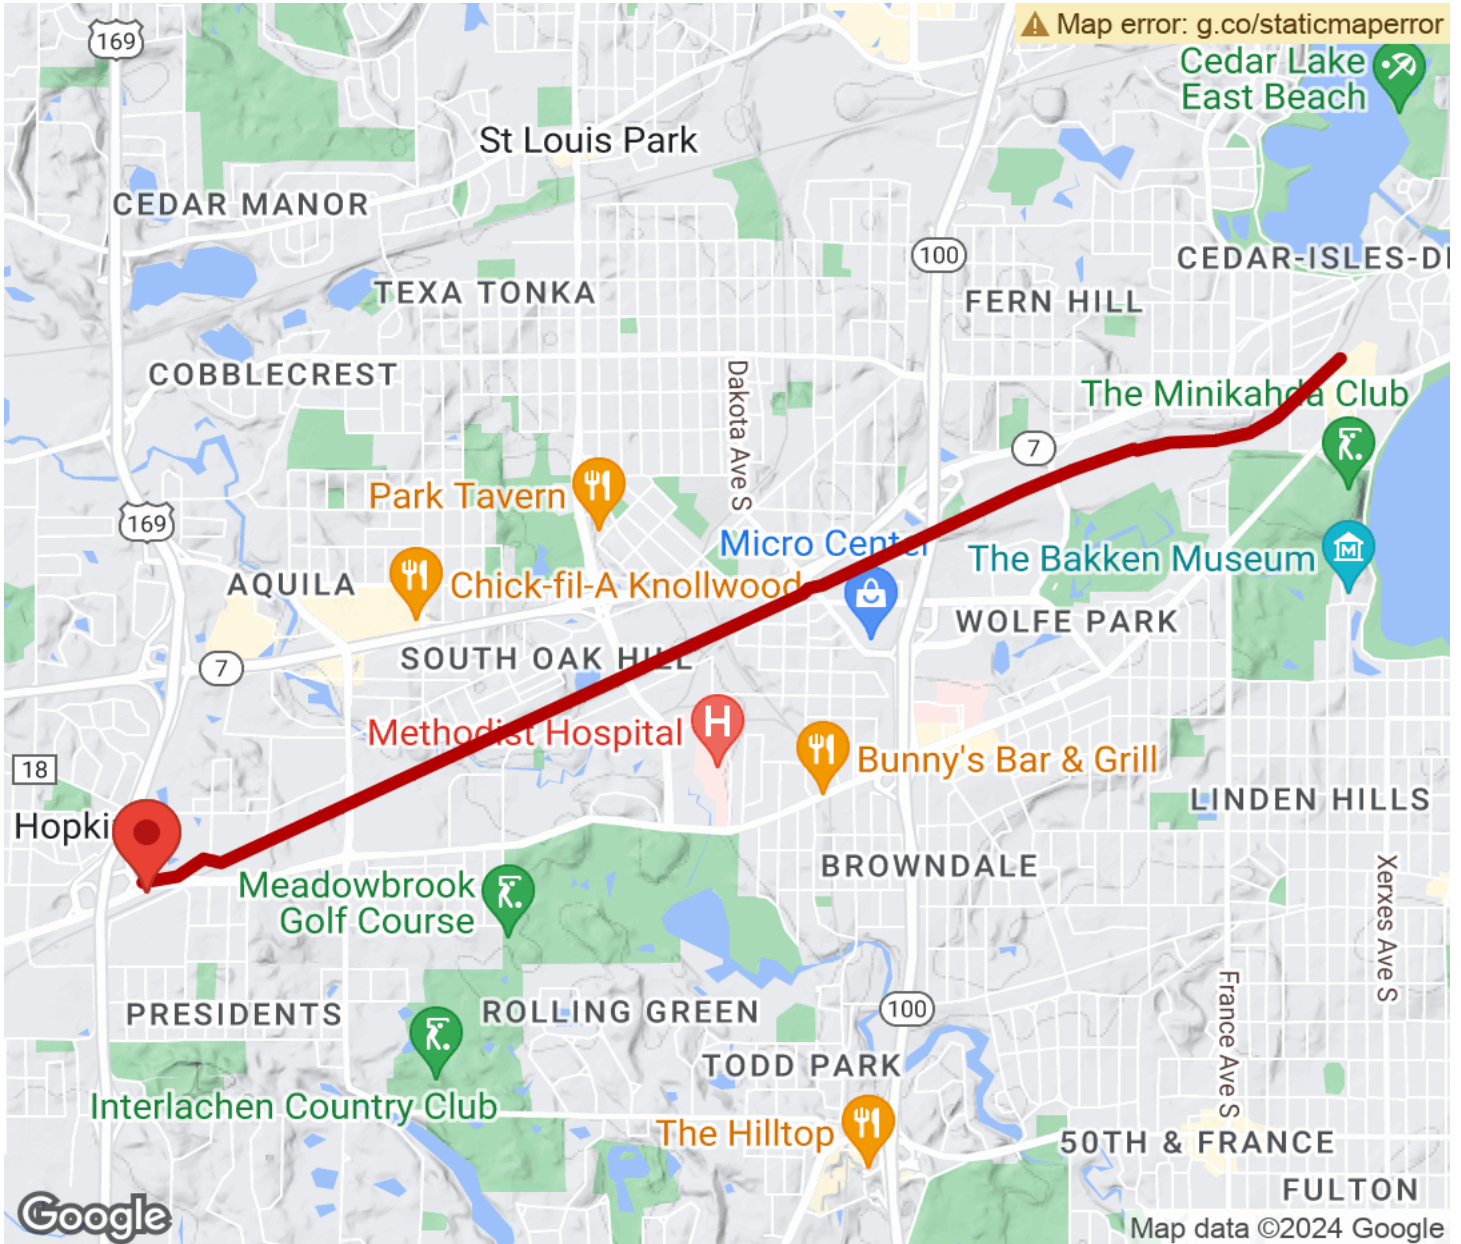 Map error: g.co/staticmaperror
169
Cedar Lake
East Beach
St Louis Park
CEDAR MANOR
100
CEDAR-ISLES-DE
TEXA TONKA
FERN HILL
COBBLECREST
Dakota Ave S
The Minikahda Club
7
Park Tavern
169
Micro Center
The Bakken Museum
AQUILA
Chick-fil-A Knollwood
WOLFE PARK
7
SOUTH OAK HILL
Methodist Hospital
H
Bunny's Bar & Grill
18
LINDEN HILLS
Hopki
BROWNDALE
Xerxes Ave S
Meadowbrook
Golf Course
France Ave S
PRESIDENTS
ROLLING GREEN
100
TODD PARK
Interlachen Country Club
The Hilltop
50TH & FRANCE
FULTON
Google
Map data ©2024 Google